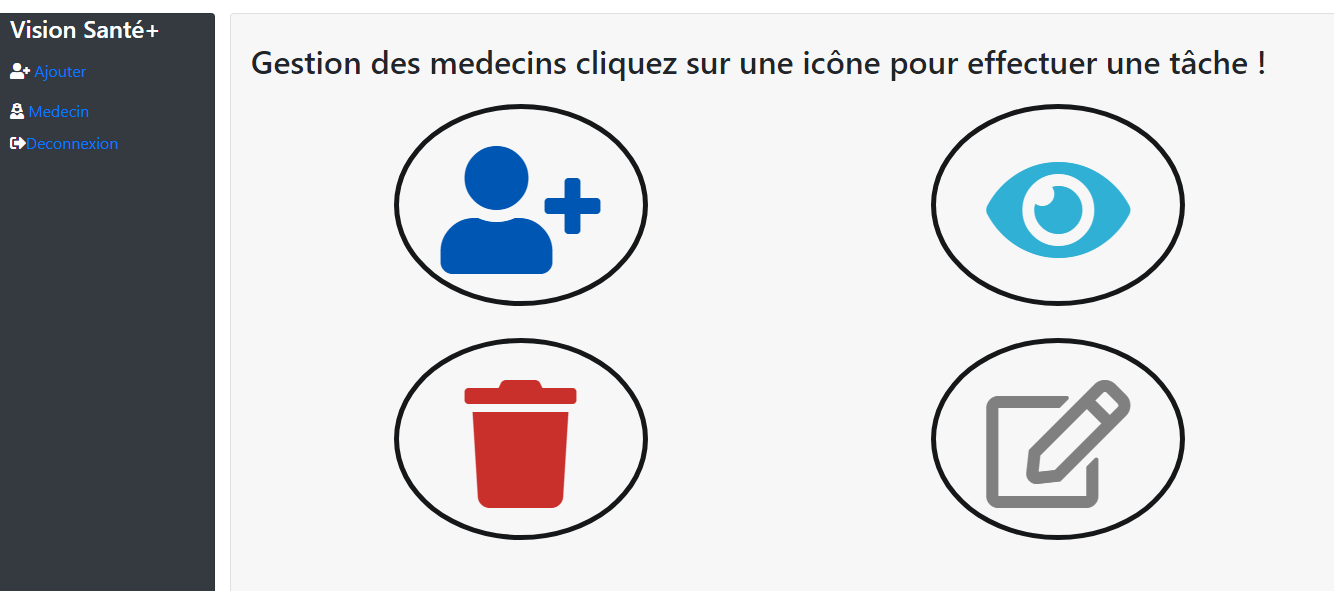 Vision Santé+
Ajouter
Medecin
Deconnexion
Gestion des medecins cliquez sur une icône pour effectuer une tâche !